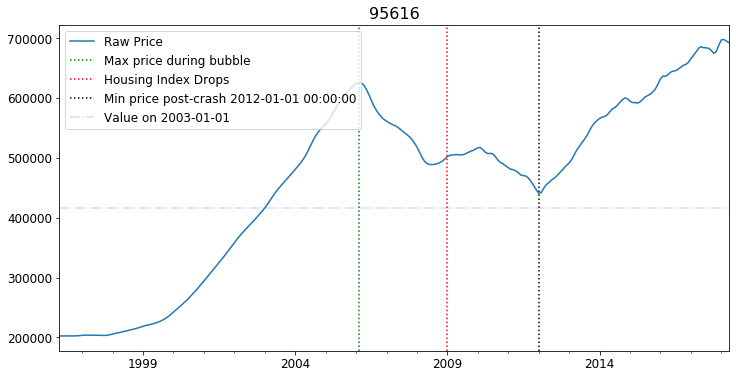 95616
700000
600000
500000
400000
300000
200000
Raw Price
Max price during bubble
Housing Index Drops
Min price post-crash 2012-01-01 00:00:00
Value on 2003-01-01
1999
2004
2009
2014